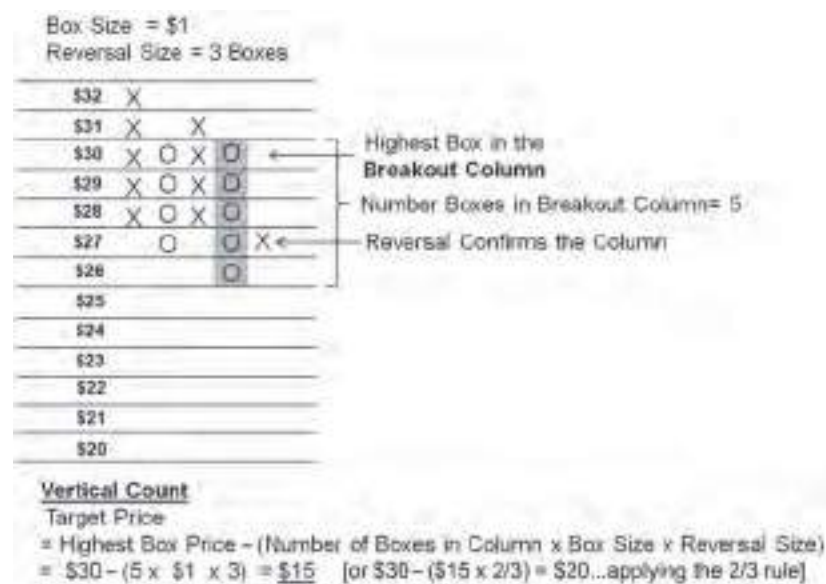 Box Size = $1
Reversal Size = 3 Boxes
$32 X
$31 X X
$30 X O X O Highest Box in the
Breakout Column
$29 X O X O
$28 X O X O Number Boxes in Breakout Column= 5
$27 O O X Reversal Confirms the Column
$26 O
$25
$24
$23
$22
$21
$20
Vertical Count
Target Price
= Highest Box Price – (Number of Boxes in Column x Box Size x Reversal Size)
= $30 – (5 x $1 x 3) = $15 [or $30 – ($15 x 2/3) = $20...applying the 2/3 rule]